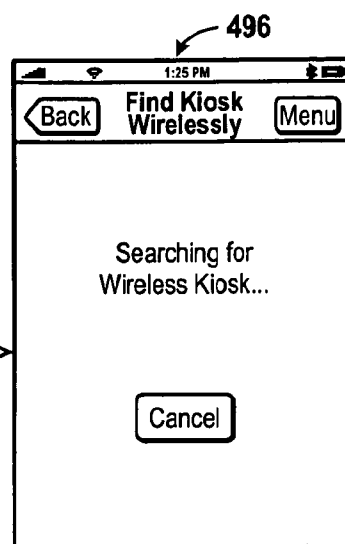 496
1:25 PM
Back Find Kiosk Wirelessly Menu
Searching for
Wireless Kiosk...
Cancel